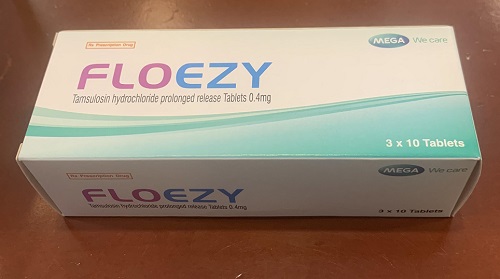 Rx Prescription Drug
MEGA We care
FLOEZY
Tamsulosin hydrochloride prolonged release Tablets 0.4mg
3 x 10 Tablets
Rx Prescription Drug
MEGA We care
FLOEZY
Tamsulosin hydrochloride prolonged release Tablets 0.4mg
3 x 10 Tablets